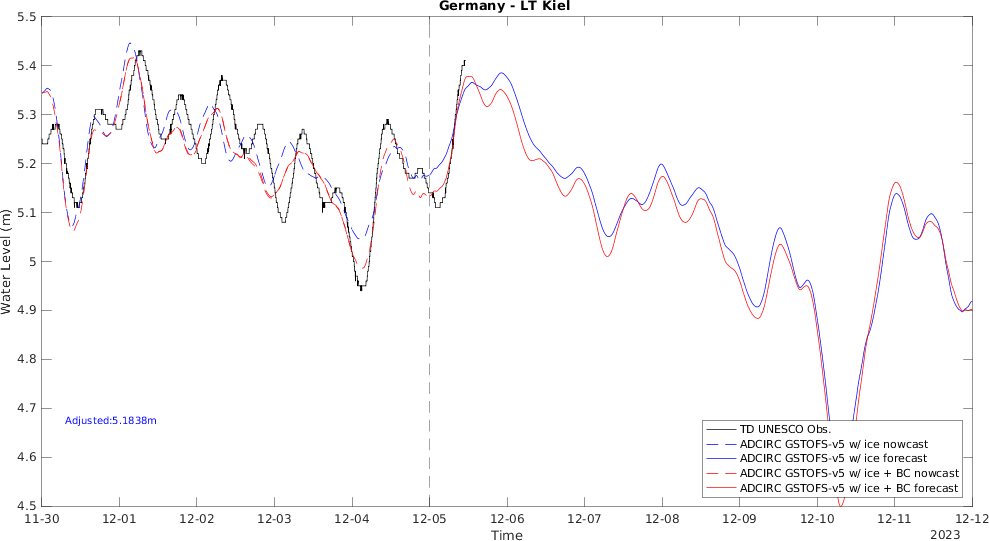 Germany - LT Kiel
5.5
5.4
5.3
5.2
5.1
5
4.9
4.8
4.7
4.6
4.5
Water Level (m)
Adjusted:5.1838m
TD UNESCO Obs.
ADCIRC GSTOFS-v5 w/ ice nowcast
ADCIRC GSTOFS-v5 w/ ice forecast
ADCIRC GSTOFS-v5 w/ ice + BC nowcast
ADCIRC GSTOFS-v5 w/ ice + BC forecast
11-30 12-01 12-02 12-03 12-04 12-05 12-06 12-07 12-08 12-09 12-10 12-11 12-12
Time
2023